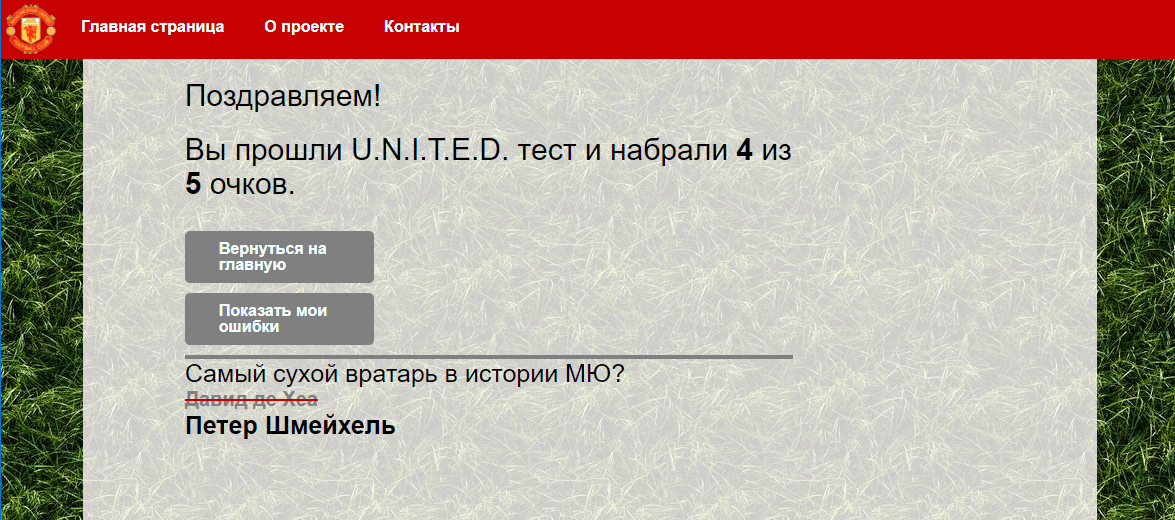 Главная страница О проекте Контакты
Поздравляем!
Вы прошли U.N.I.T.E.D. тест и набрали 4 из
5 очков.
Вернуться на
главную
Показать мои
ошибки
Самый сухой вратарь в истории МЮ?
Давид де Хеа
Петер Шмейхель